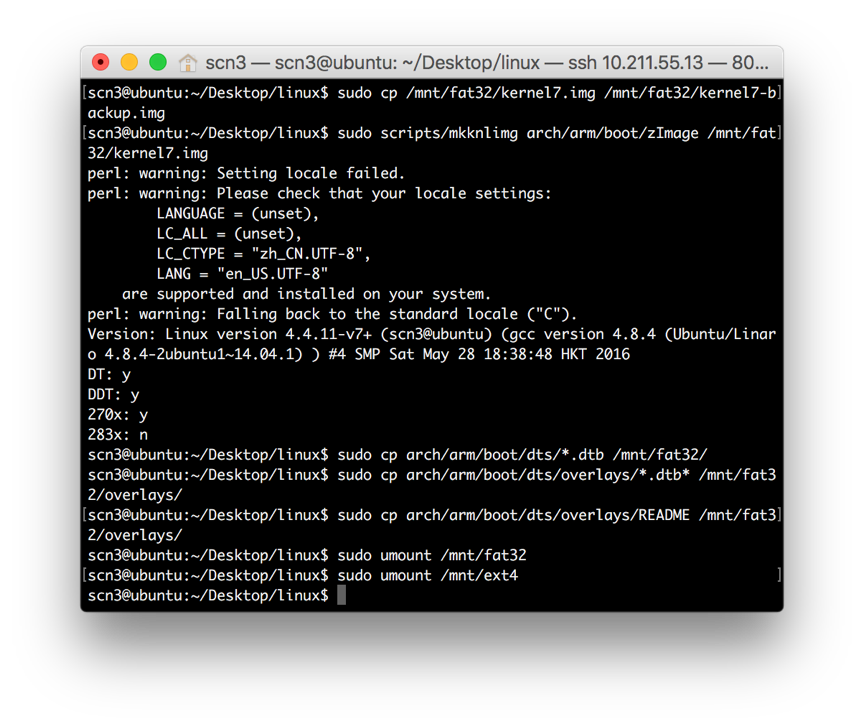 scn3 — scn3@ubuntu: ~/Desktop/linux — ssh 10.211.55.13 — 80...
[scn3@ubuntu:~/Desktop/linux$ sudo cp /mnt/fat32/kernel7.img /mnt/fat32/kernel7-b]
ackup.img
[scn3@ubuntu:~/Desktop/linux$ sudo scripts/mkknlimg arch/arm/boot/zImage /mnt/fat]
32/kernel7.img
perl: warning: Setting locale failed.
perl: warning: Please check that your locale settings:
        LANGUAGE = (unset),
        LC_ALL = (unset),
        LC_CTYPE = "zh_CN.UTF-8",
        LANG = "en_US.UTF-8"
    are supported and installed on your system.
perl: warning: Falling back to the standard locale ("C").
Version: Linux version 4.4.11-v7+ (scn3@ubuntu) (gcc version 4.8.4 (Ubuntu/Linar
o 4.8.4-2ubuntu1~14.04.1) ) #4 SMP Sat May 28 18:38:48 HKT 2016
DT: y
DDT: y
270x: y
283x: n
scn3@ubuntu:~/Desktop/linux$ sudo cp arch/arm/boot/dts/*.dtb /mnt/fat32/
scn3@ubuntu:~/Desktop/linux$ sudo cp arch/arm/boot/dts/overlays/*.dtb* /mnt/fat3
2/overlays/
[scn3@ubuntu:~/Desktop/linux$ sudo cp arch/arm/boot/dts/overlays/README /mnt/fat3]
2/overlays/
scn3@ubuntu:~/Desktop/linux$ sudo umount /mnt/fat32
[scn3@ubuntu:~/Desktop/linux$ sudo umount /mnt/ext4                              ]
scn3@ubuntu:~/Desktop/linux$